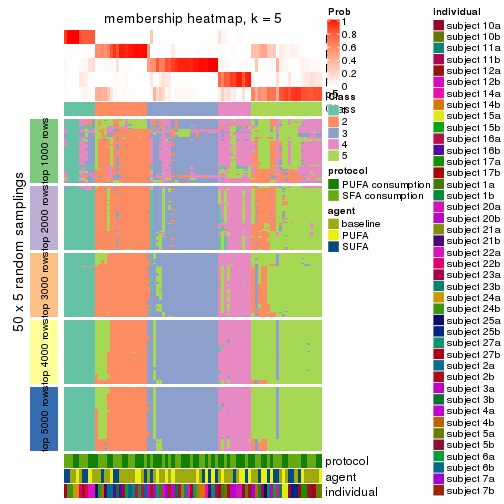 membership heatmap, k = 5
50 x 5 random samplings
top 1000 rows
top 2000 rows
top 3000 rows
top 4000 rows
top 5000 rows
protocol
agent
individual
Prob
1
0.8
0.6
0.4
0.2
0
Class
1
2
3
4
5
protocol
PUFA consumption
SFA consumption
agent
baseline
PUFA
SUFA
individual
subject 10a
subject 10b
subject 11a
subject 11b
subject 12a
subject 12b
subject 14a
subject 14b
subject 15a
subject 15b
subject 16a
subject 16b
subject 17a
subject 17b
subject 1a
subject 1b
subject 20a
subject 20b
subject 21a
subject 21b
subject 22a
subject 22b
subject 23a
subject 23b
subject 24a
subject 24b
subject 25a
subject 25b
subject 27a
subject 27b
subject 2a
subject 2b
subject 3a
subject 3b
subject 4a
subject 4b
subject 5a
subject 5b
subject 6a
subject 6b
subject 7a
subject 7b